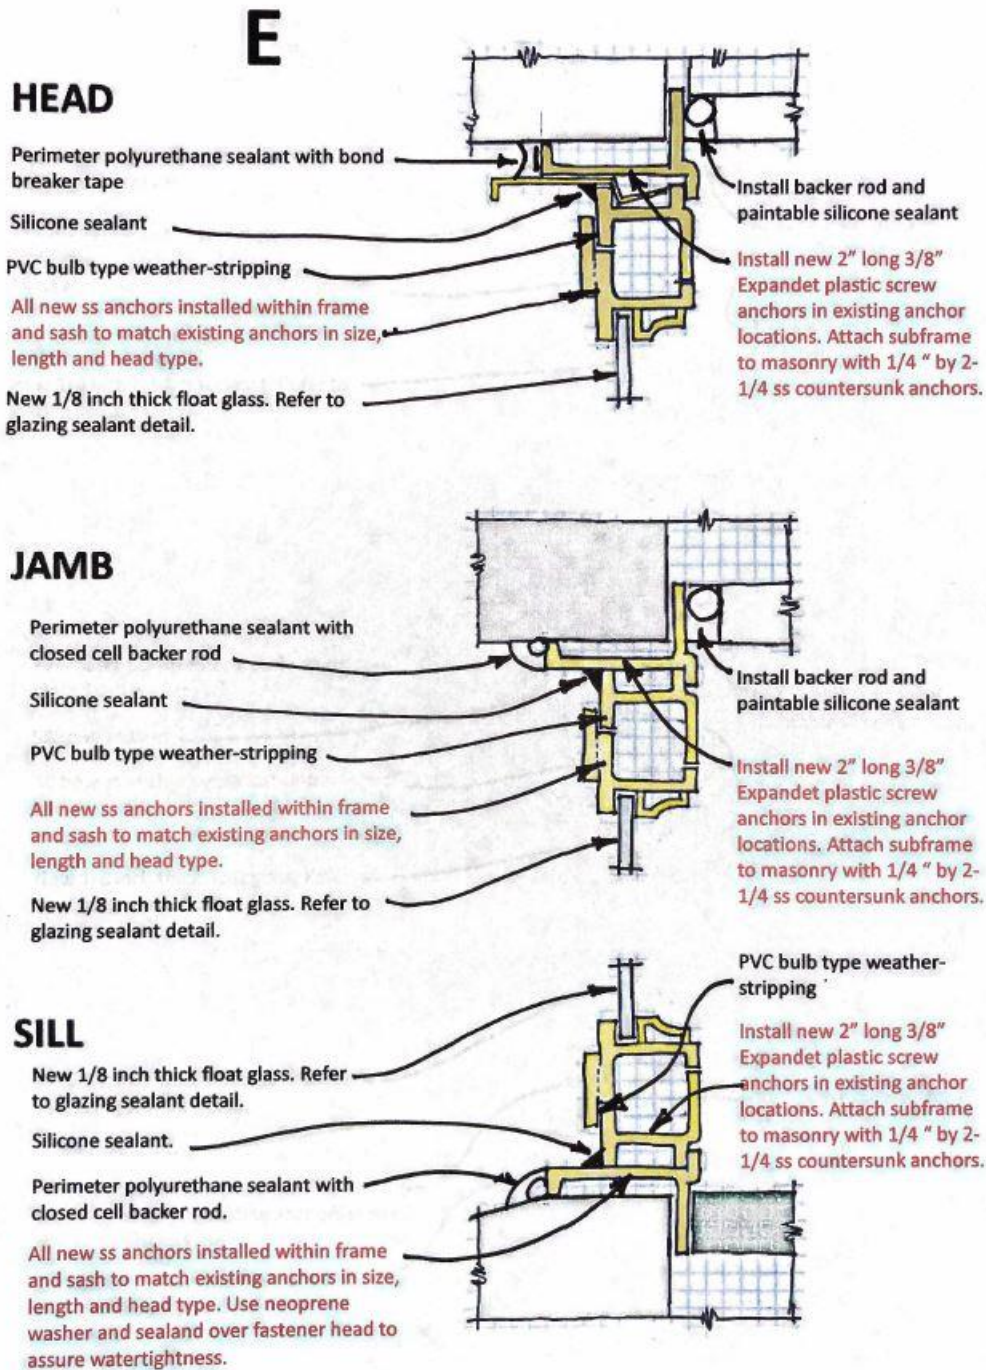 E
HEAD
Perimeter polyurethane sealant with bond
breaker tape
Silicone sealant
PVC bulb type weather-stripping
All new ss anchors installed within frame
and sash to match existing anchors in size,
length and head type.
New 1/8 inch thick float glass. Refer to
glazing sealant detail.
Install backer rod and
paintable silicone sealant
Install new 2” long 3/8”
Expandet plastic screw
anchors in existing anchor
locations. Attach subframe
to masonry with 1/4 “ by 2-
1/4 ss countersunk anchors.
JAMB
Perimeter polyurethane sealant with
closed cell backer rod
Silicone sealant
PVC bulb type weather-stripping
All new ss anchors installed within frame
and sash to match existing anchors in size,
length and head type.
New 1/8 inch thick float glass. Refer to
glazing sealant detail.
Install backer rod and
paintable silicone sealant
Install new 2” long 3/8”
Expandet plastic screw
anchors in existing anchor
locations. Attach subframe
to masonry with 1/4 “ by 2-
1/4 ss countersunk anchors.
SILL
New 1/8 inch thick float glass. Refer
to glazing sealant detail.
Silicone sealant.
Perimeter polyurethane sealant with
closed cell backer rod.
All new ss anchors installed within frame
and sash to match existing anchors in size,
length and head type. Use neoprene
washer and sealand over fastener head to
assure watertightness.
PVC bulb type weather-
stripping
Install new 2” long 3/8”
Expandet plastic screw
anchors in existing anchor
locations. Attach subframe
to masonry with 1/4 “ by 2-
1/4 ss countersunk anchors.